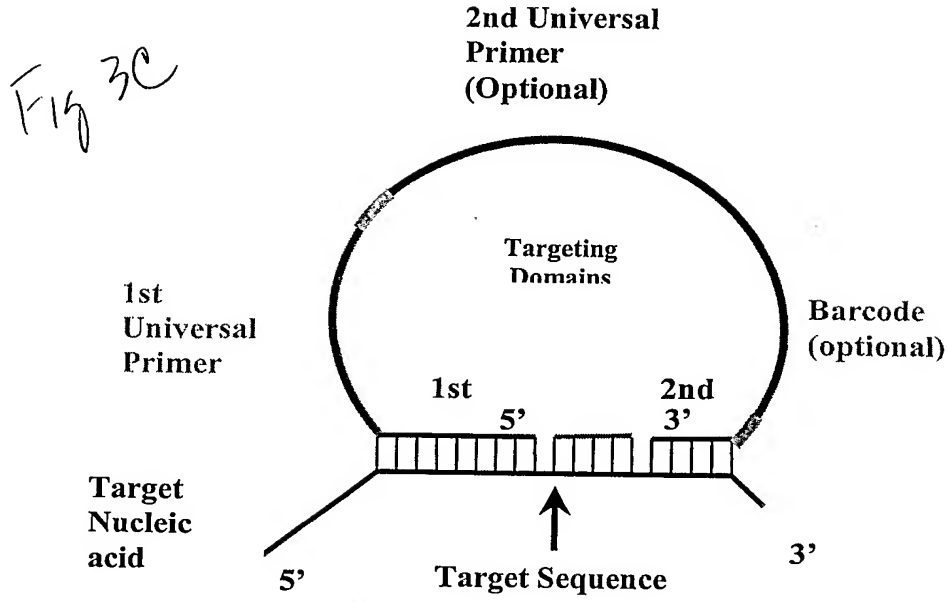 Fig 3C
2nd Universal
Primer
(Optional)
Targeting
Domains
1st
Universal
Primer
Barcode
(optional)
1st
2nd
5’
3’
Target
Nucleic
acid
5’
Target Sequence
3’